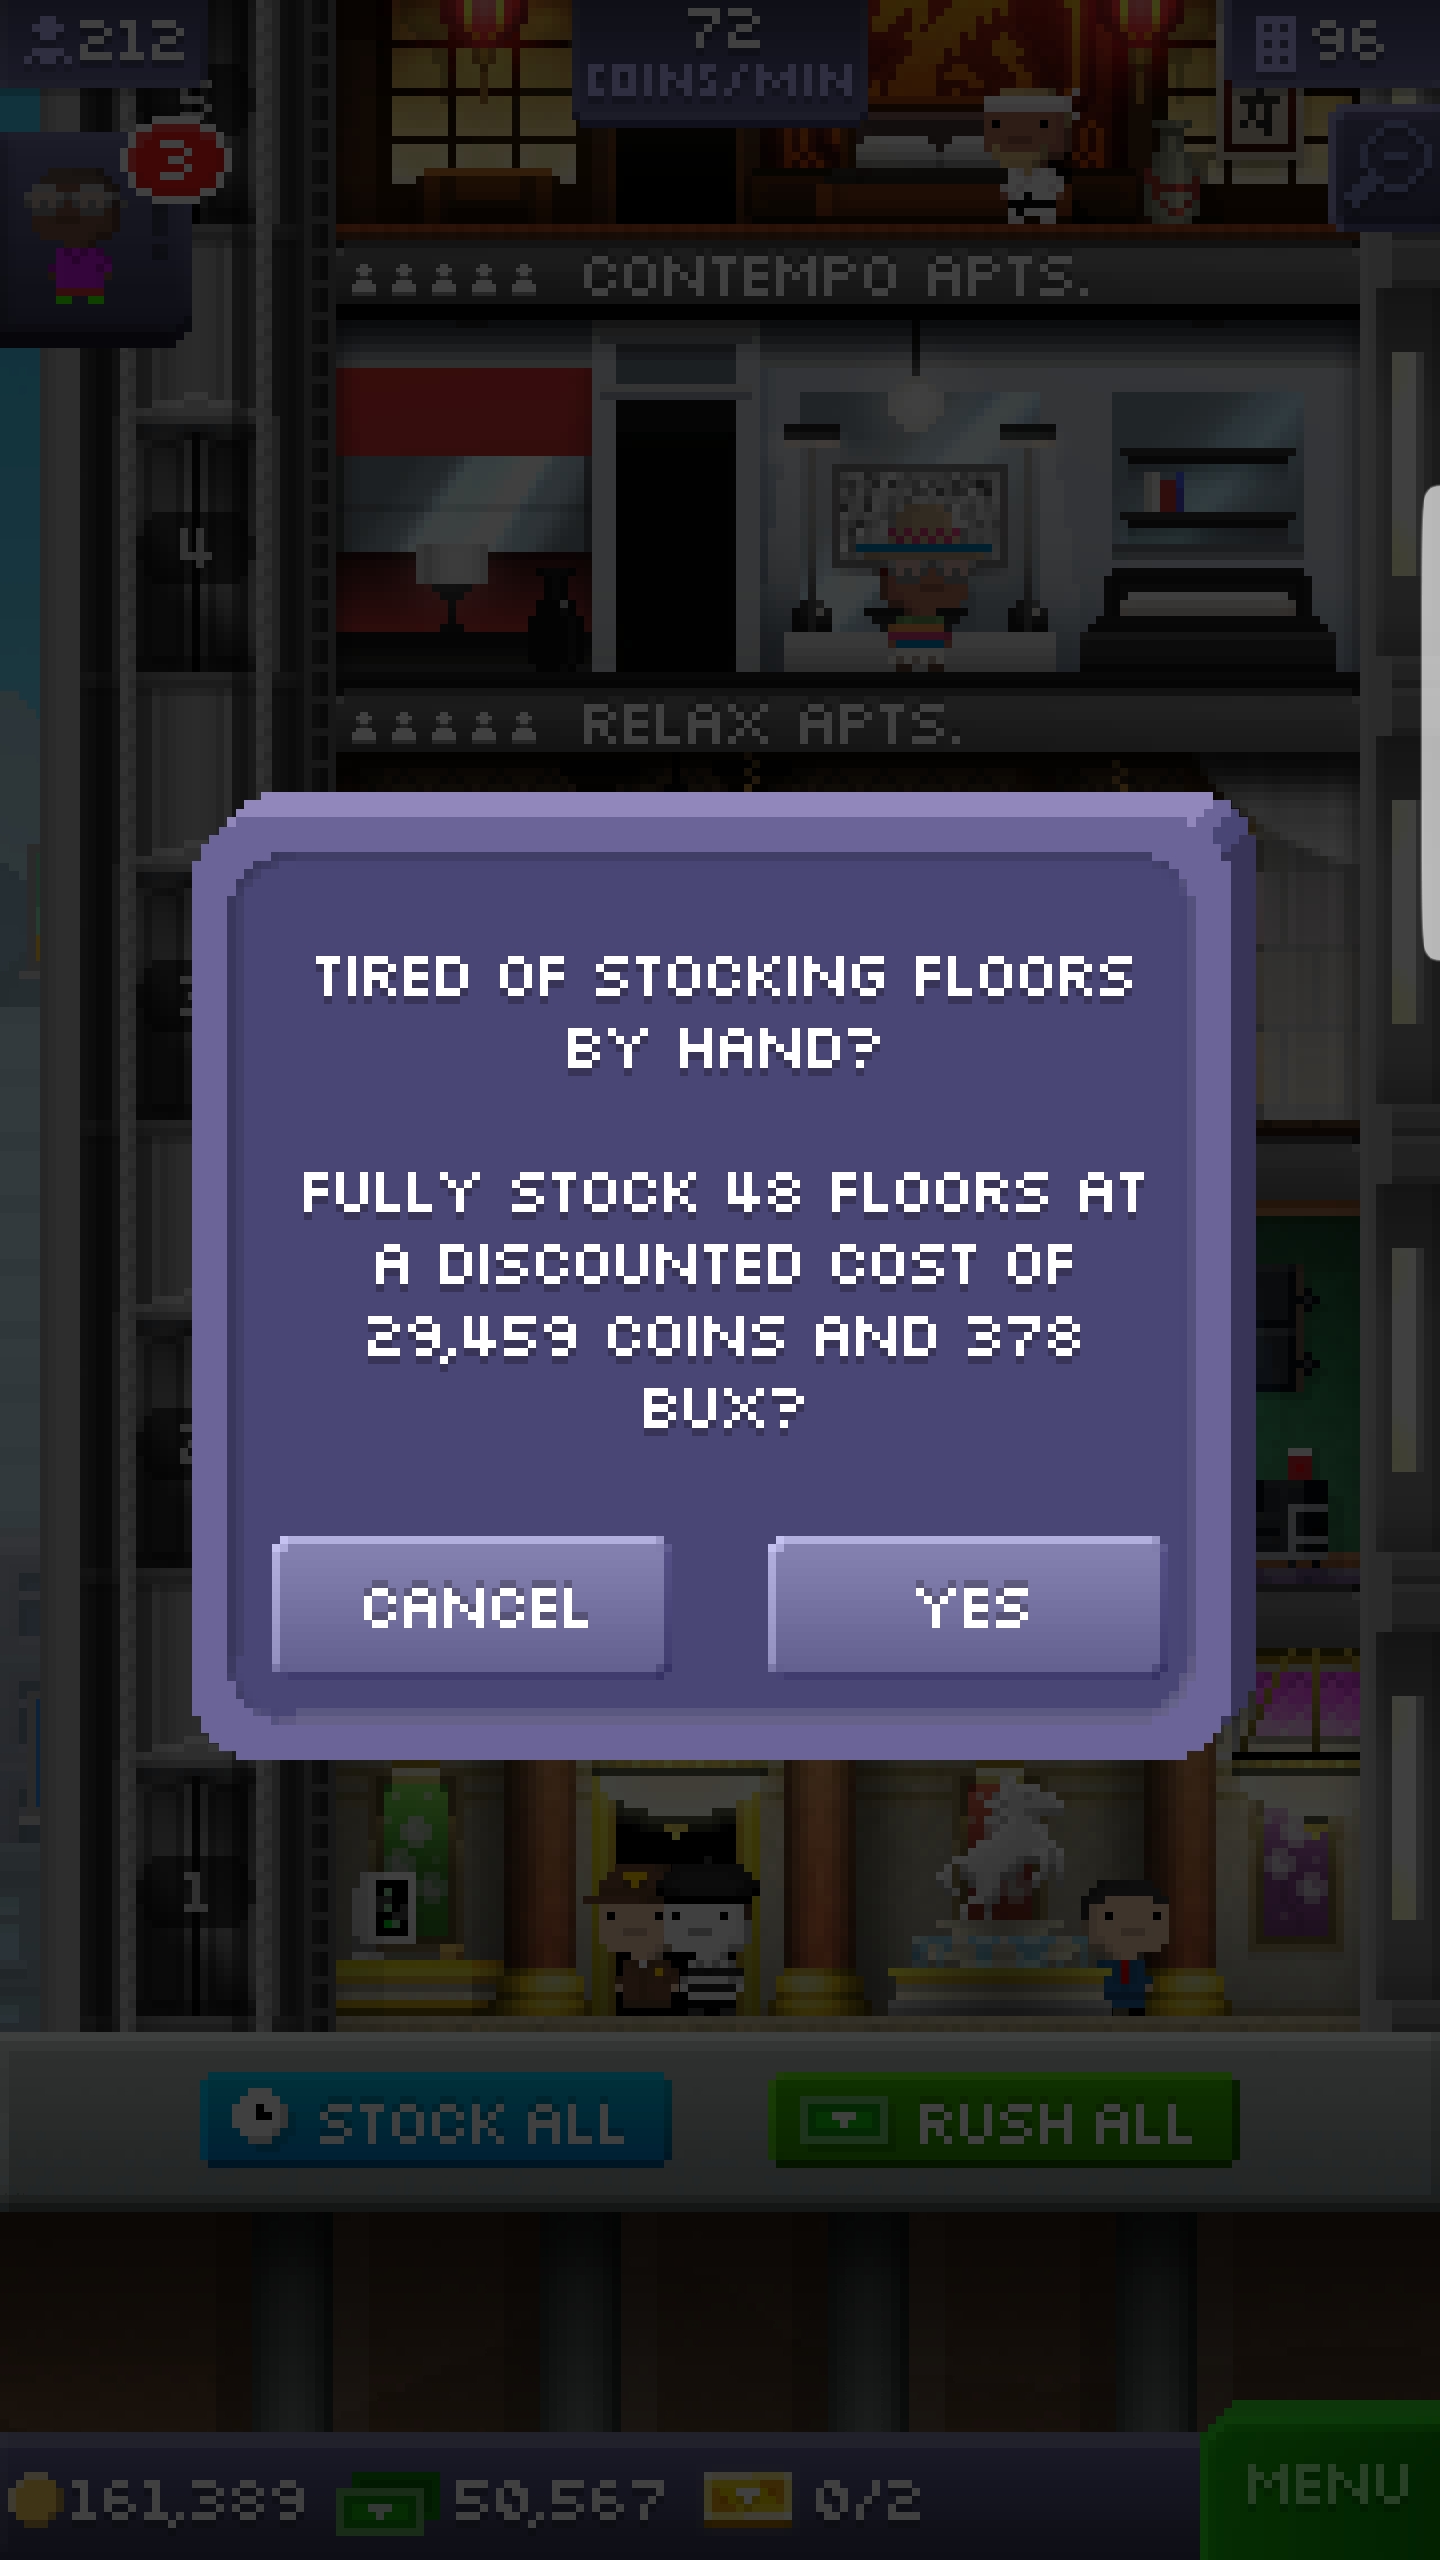 212
72
COINS/MIN
96
5
3
CONTEMPO APTS.
4
RELAX APTS.
TIRED OF STOCKING FLOORS
BY HAND?
FULLY STOCK 48 FLOORS AT
A DISCOUNTED COST OF
29,459 COINS AND 378
BUX?
CANCEL
YES
1
STOCK ALL
RUSH ALL
161,389
50,567
0/2
MENU